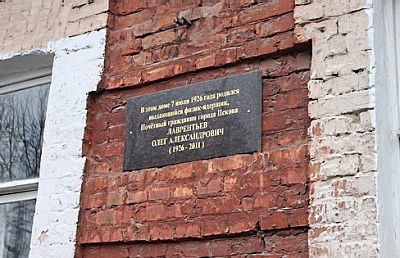 В этом доме 7 июля 1926 года родился
выдающийся физик-ядерщик,
Почётный гражданин города Пскова
ЛАВРЕНТЬЕВ
ОЛЕГ АЛЕКСАНДРОВИЧ
( 1926 - 2011 )